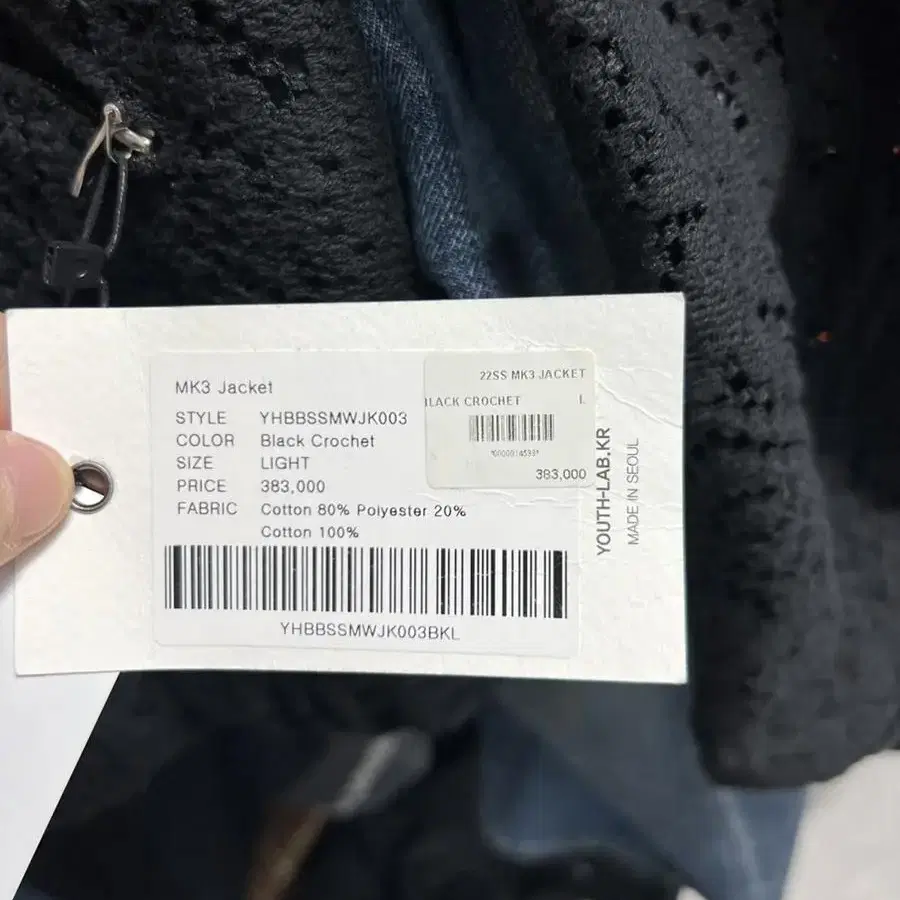 MK3 Jacket
STYLE YHBBSSMWJK003
COLOR Black Crochet
SIZE LIGHT
PRICE 383,000
FABRIC Cotton 80% Polyester 20%
Cotton 100%
YHBBSSMWJK003BKL
22SS MK3 JACKET
LACK CROCHET L
383,000
YOUTH-LAB.KR
MADE IN SEOUL